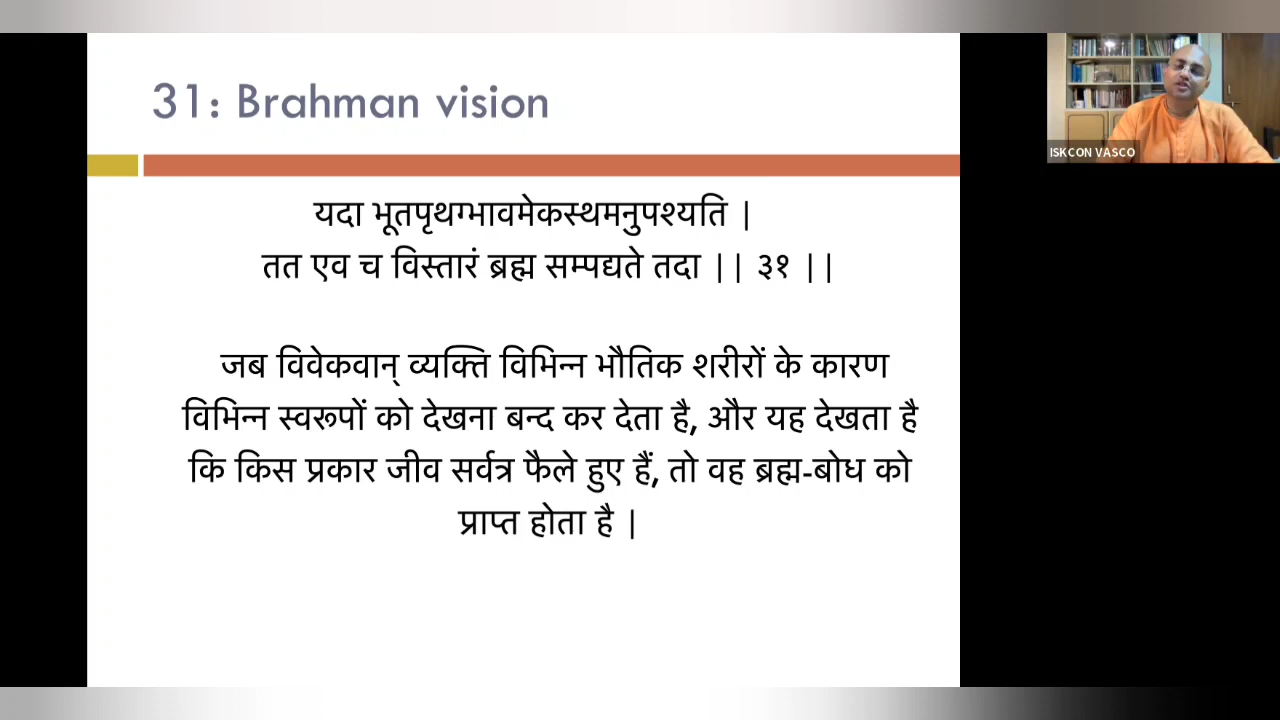 31: Brahman vision
ISKCON VASCO
यदा भूतपृथग्भावमेकस्थमनुपश्यति |
तत एव च विस्तारं ब्रह्म सम्पद्यते तदा || ३१ ||
जब विवेकवान् व्यक्ति विभिन्न भौतिक शरीरों के कारण
विभिन्न स्वरूपों को देखना बन्द कर देता है, और यह देखता है
कि किस प्रकार जीव सर्वत्र फैले हुए हैं, तो वह ब्रह्म-बोध को
प्राप्त होता है |